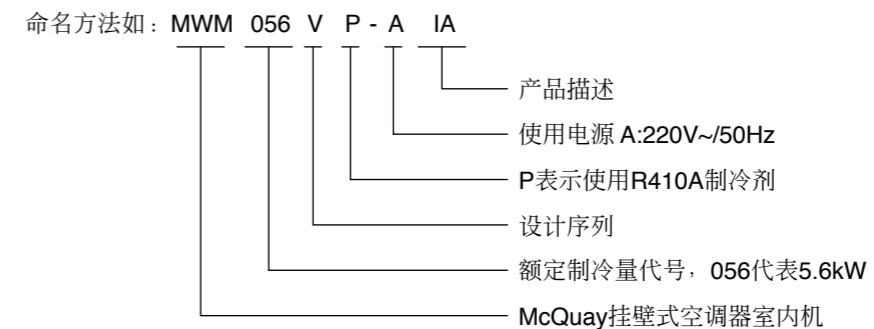 命名方法如：MWM 056 V P - A IA
产品描述
使用电源 A:220V~/50Hz
P表示使用R410A制冷剂
设计序列
额定制冷量代号，056代表5.6kW
McQuay挂壁式空调器室内机